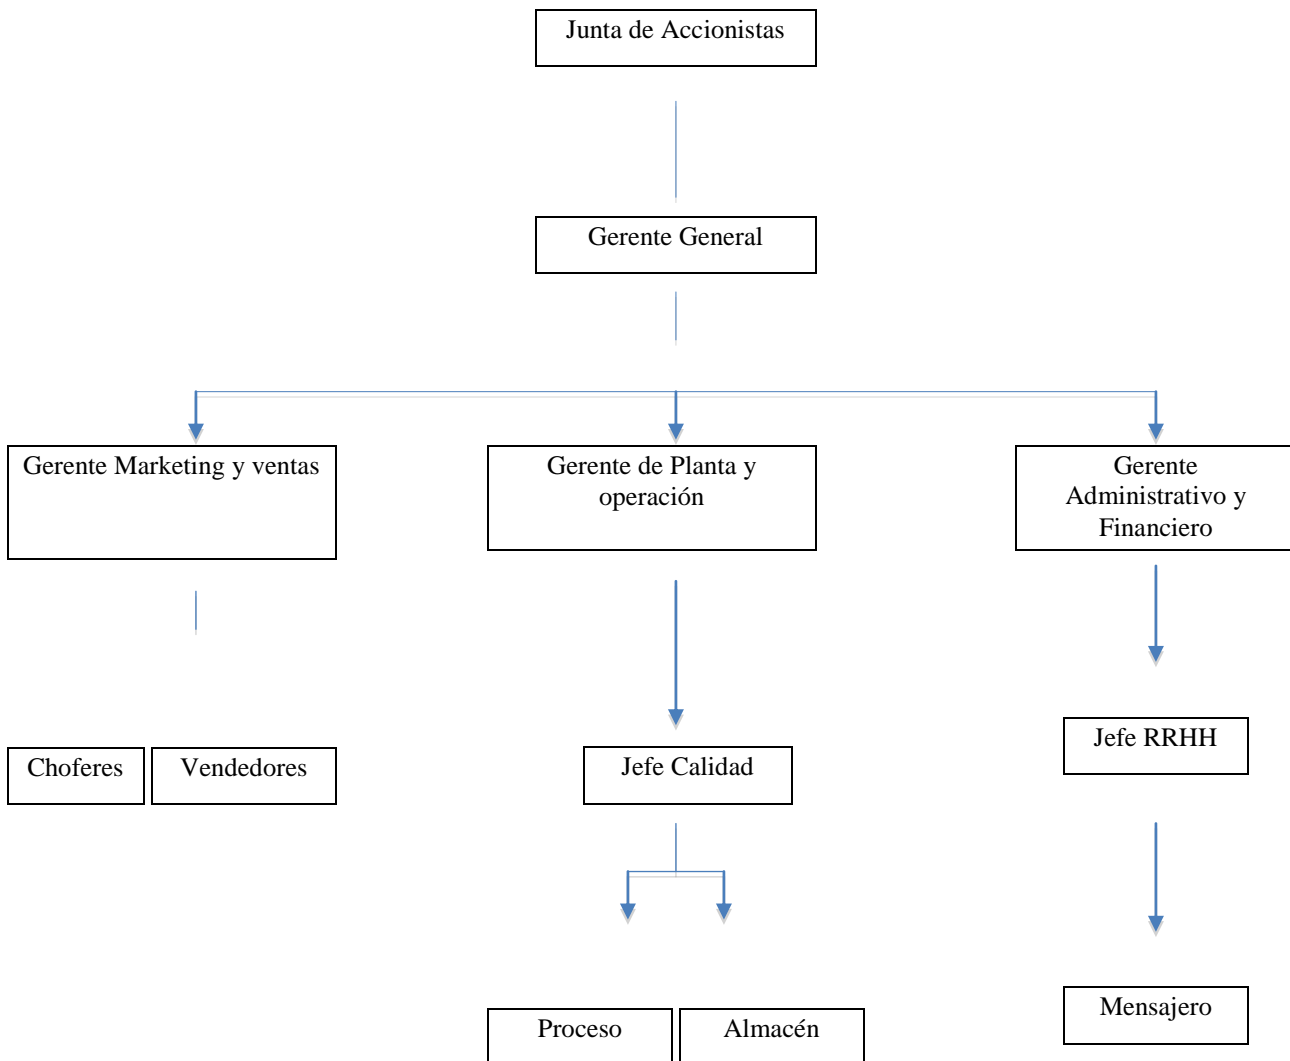 Junta de Accionistas
Gerente General
Gerente Marketing y ventas
Gerente de Planta y
operación
Gerente
Administrativo y
Financiero
Choferes
Vendedores
Jefe Calidad
Jefe RRHH
Proceso
Almacén
Mensajero